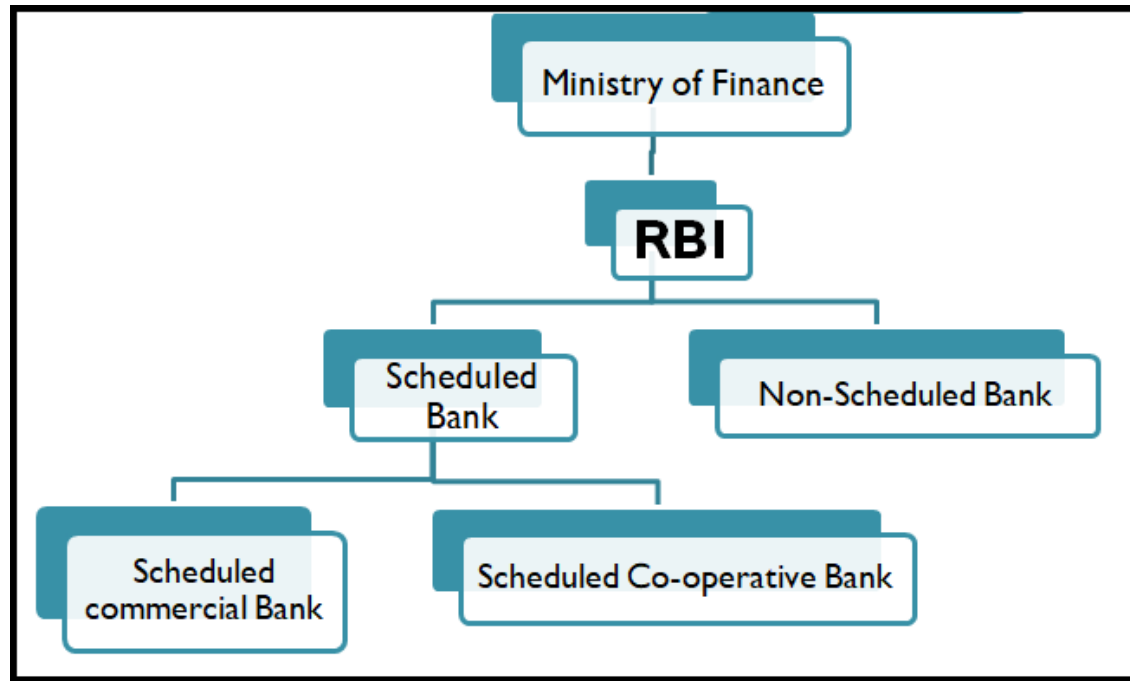 Ministry of Finance
RBI
Scheduled
Bank
Non-Scheduled Bank
Scheduled
commercial Bank
Scheduled Co-operative Bank